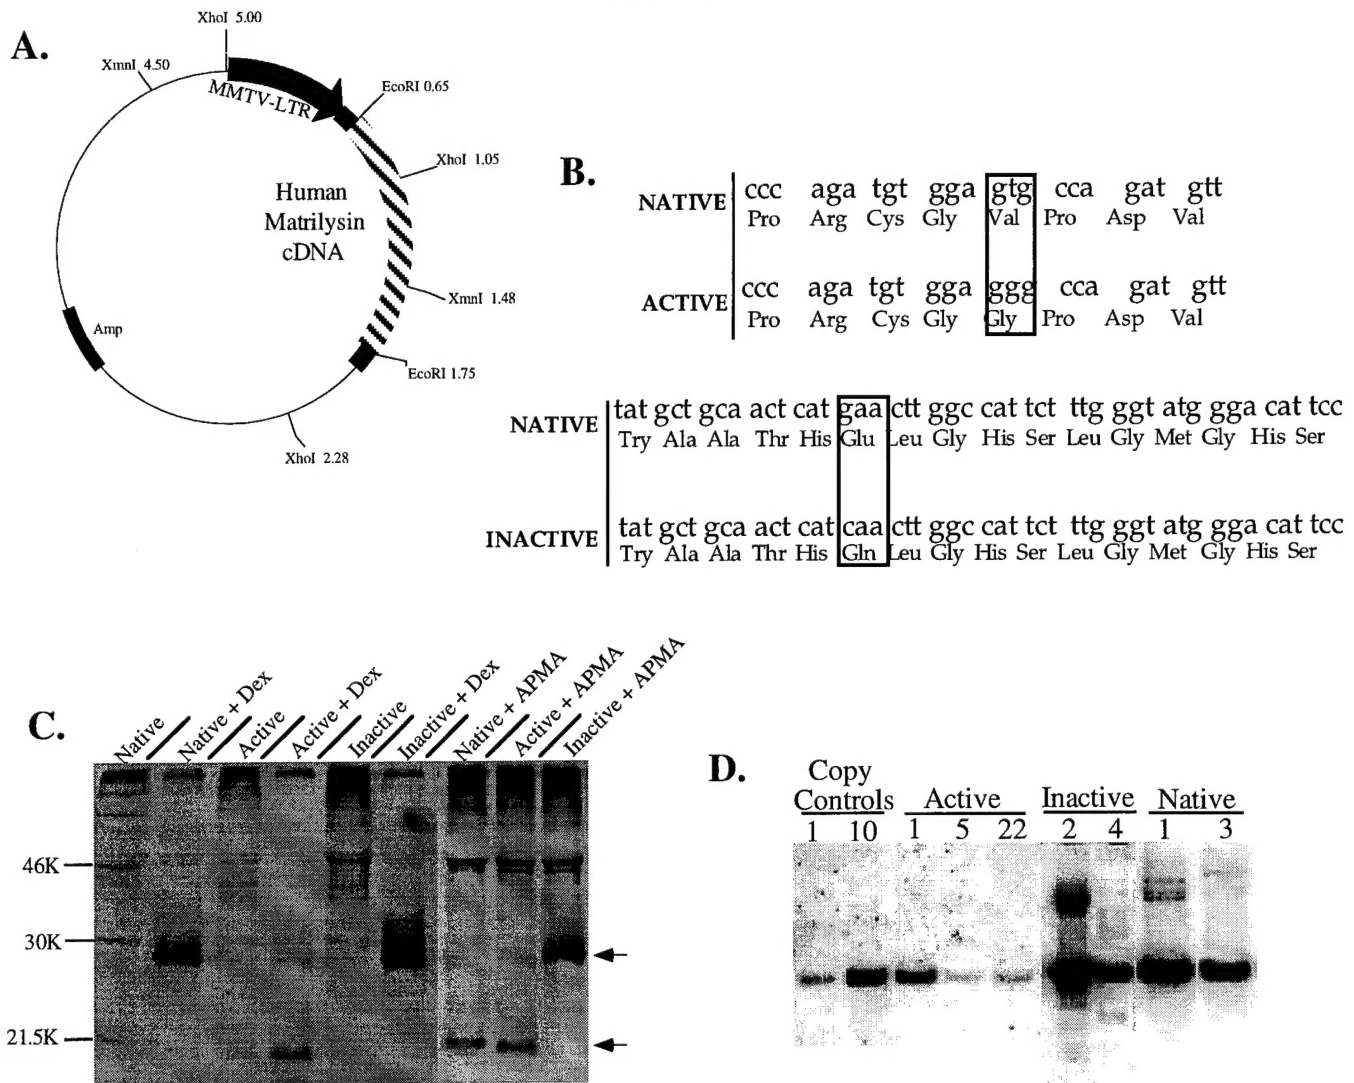 A.
XhoI 5.00
XmnI 4.50
MMTV-LTR
EcoRI 0.65
XhoI 1.05
Human
Matrilysin
cDNA
XmnI 1.48
Amp
EcoRI 1.75
XhoI 2.28
B.
NATIVE
ccc aga tgt gga gtg cca gat gtt
Pro Arg Cys Gly Val Pro Asp Val
ACTIVE
ccc aga tgt gga ggg cca gat gtt
Pro Arg Cys Gly Gly Pro Asp Val
NATIVE
tat gct gca act cat gaa ctt ggc cat tct ttg ggt atg gga cat tcc
Try Ala Ala Thr His Glu Leu Gly His Ser Leu Gly Met Gly His Ser
INACTIVE
tat gct gca act cat caa ctt ggc cat tct ttg ggt atg gga cat tcc
Try Ala Ala Thr His Gln Leu Gly His Ser Leu Gly Met Gly His Ser
C.
Native
Native + Dex
Active
Active + Dex
Inactive
Inactive + Dex
Native + APMA
Active + APMA
Inactive + APMA
46K
30K
21.5K
D.
Copy
Controls Active Inactive Native
1 10 1 5 22 2 4 1 3